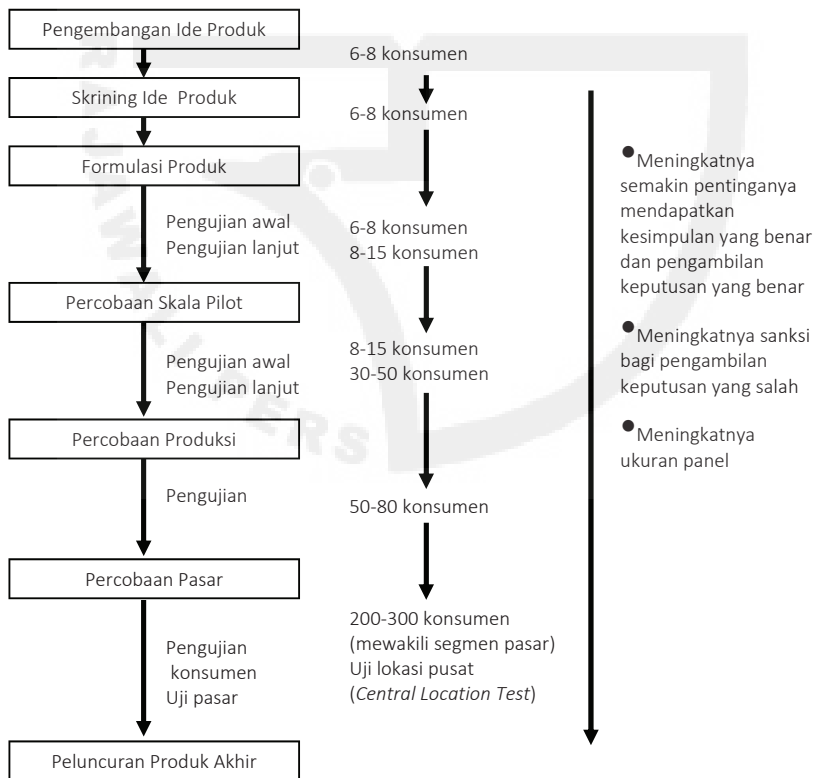 Pengembangan Ide Produk
Skrining Ide Produk
Formulasi Produk
Pengujian awal
Pengujian lanjut
Percobaan Skala Pilot
Pengujian awal
Pengujian lanjut
Percobaan Produksi
Pengujian
Percobaan Pasar
Pengujian
konsumen
Uji pasar
Peluncuran Produk Akhir
6-8 konsumen
6-8 konsumen
6-8 konsumen
8-15 konsumen
8-15 konsumen
30-50 konsumen
50-80 konsumen
200-300 konsumen
(mewakili segmen pasar)
Uji lokasi pusat
(Central Location Test)
●Meningkatnya
semakin pentinganya
mendapatkan
kesimpulan yang benar
dan pengambilan
keputusan yang benar
●Meningkatnya sanksi
bagi pengambilan
keputusan yang salah
●Meningkatnya
ukuran panel
RAJAWALI PERS